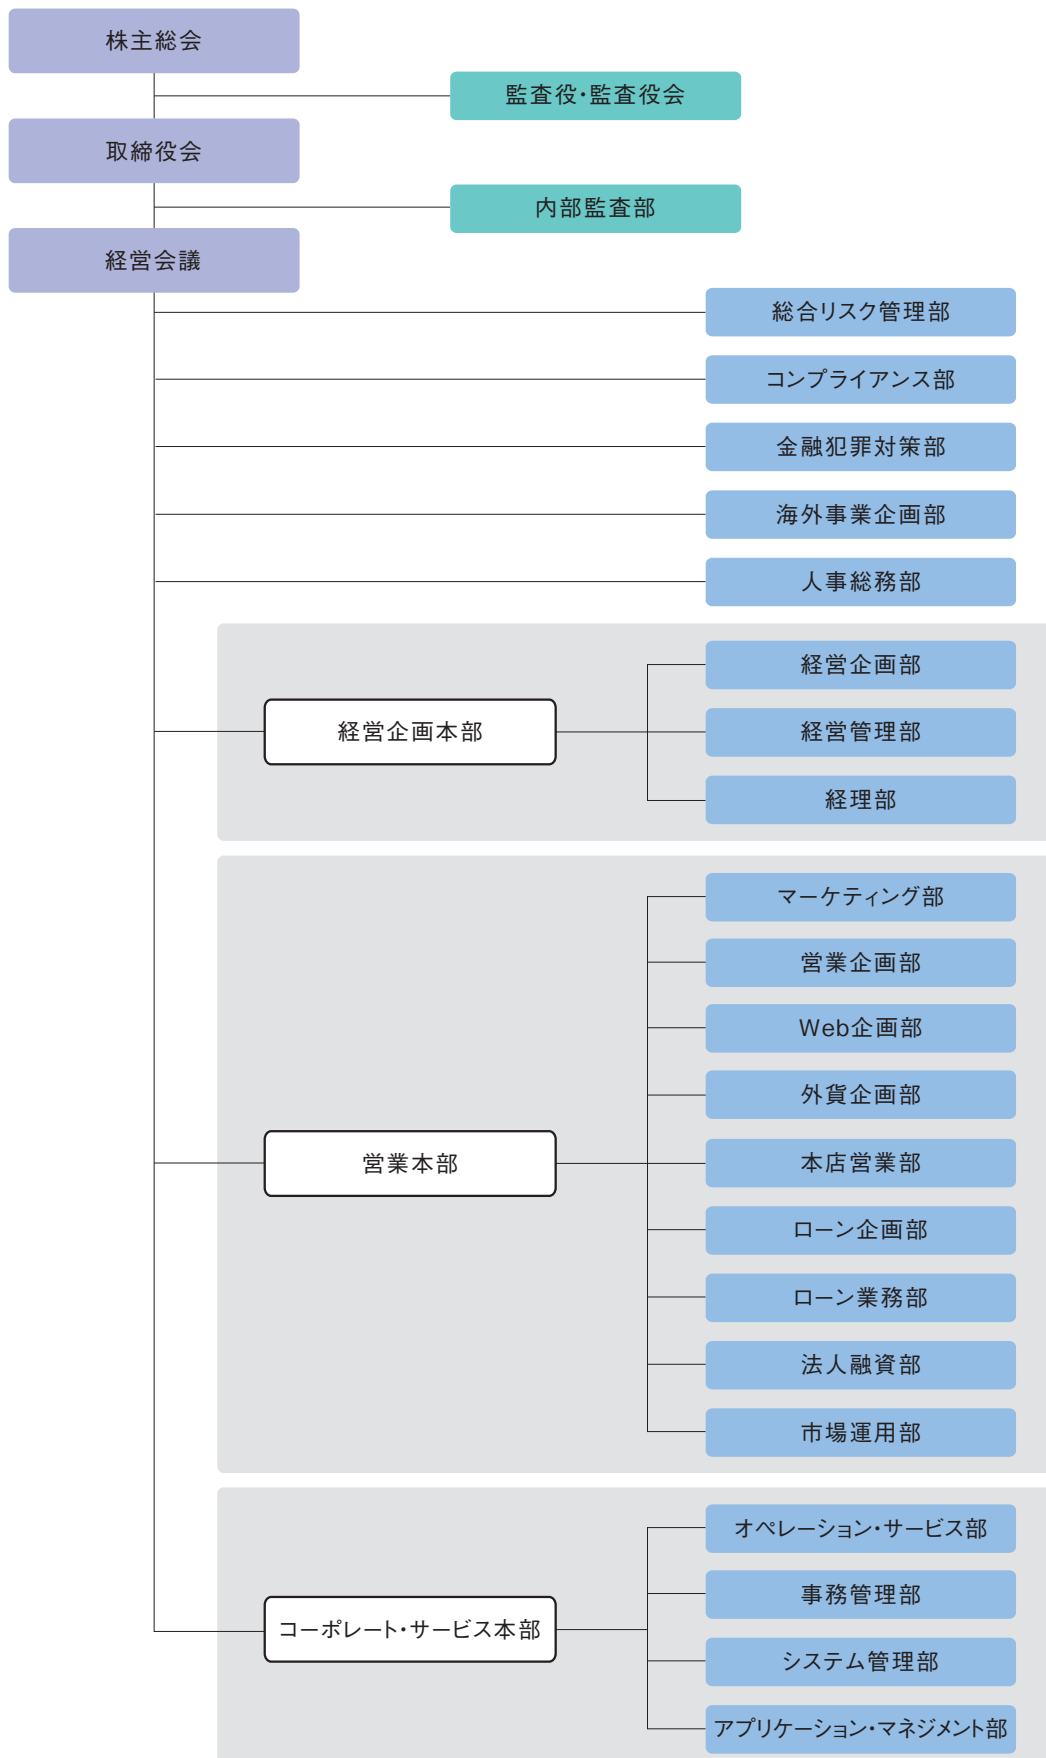 株主総会
監査役・監査役会
取締役会
内部監査部
経営会議
総合リスク管理部
コンプライアンス部
金融犯罪対策部
海外事業企画部
人事総務部
経営企画本部
経営企画部
経営管理部
経理部
営業本部
マーケティング部
営業企画部
Web企画部
外貨企画部
本店営業部
ローン企画部
ローン業務部
法人融資部
市場運用部
コーポレート・サービス本部
オペレーション・サービス部
事務管理部
システム管理部
アプリケーション・マネジメント部